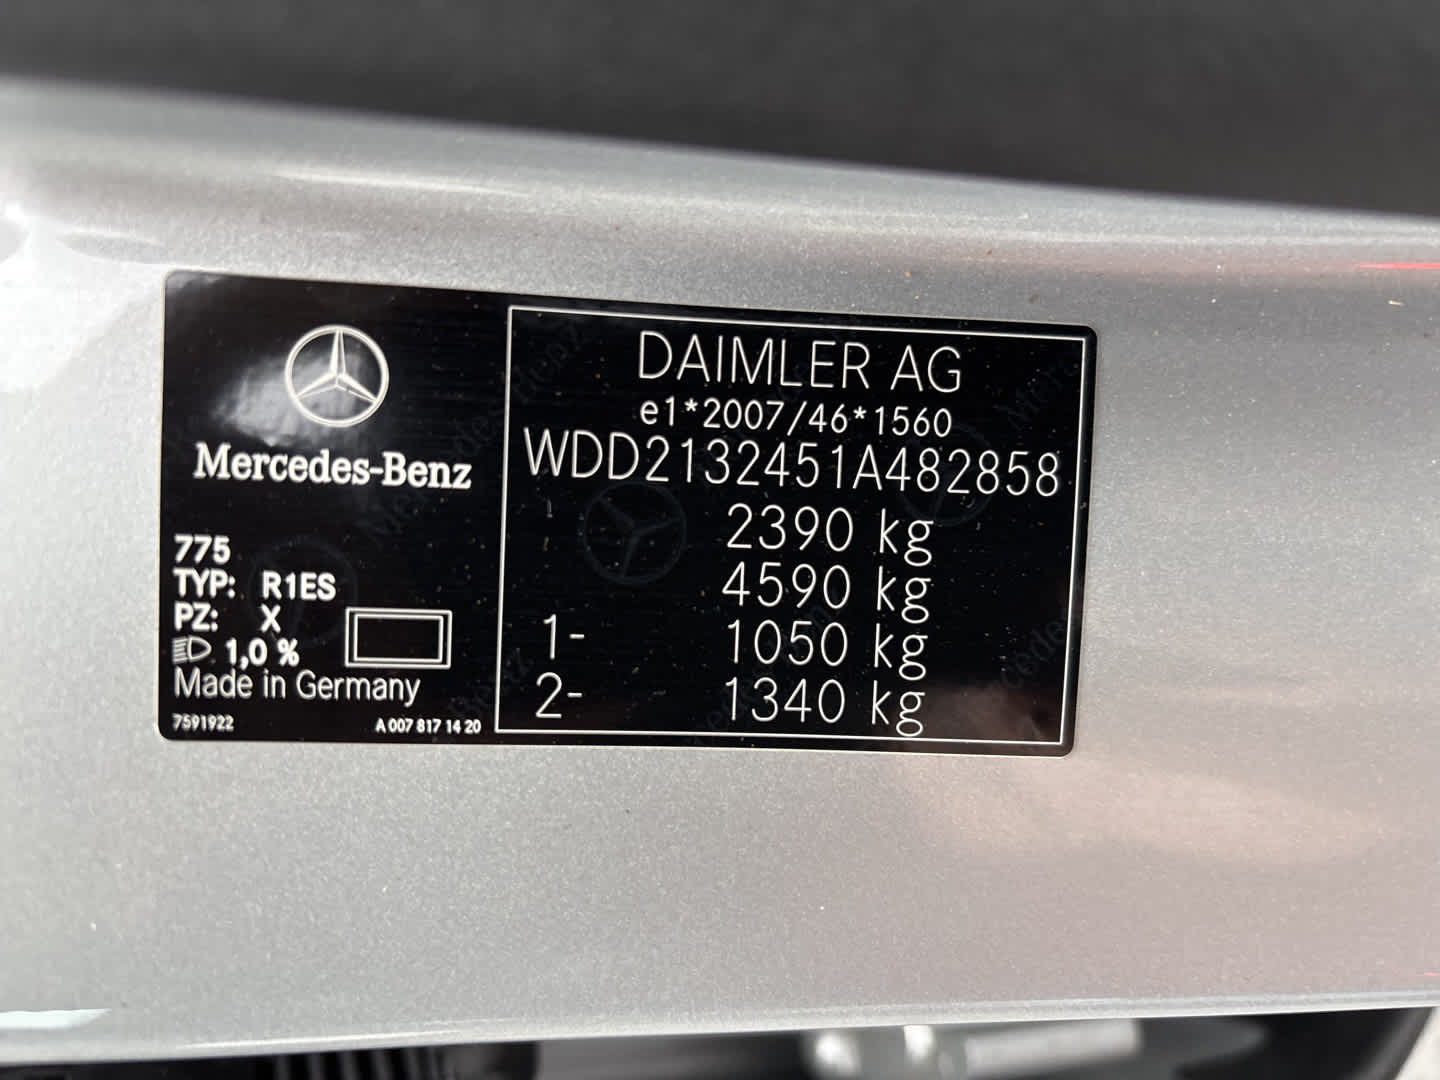 Mercedes-Benz
775
TYP: R1ES
PZ: X
1,0 %
Made in Germany
7591922
A 007 817 14 20
DAIMLER AG
e1*2007/46*1560
WDD2132451A482858
2390 kg
4590 kg
1- 1050 kg
2- 1340 kg